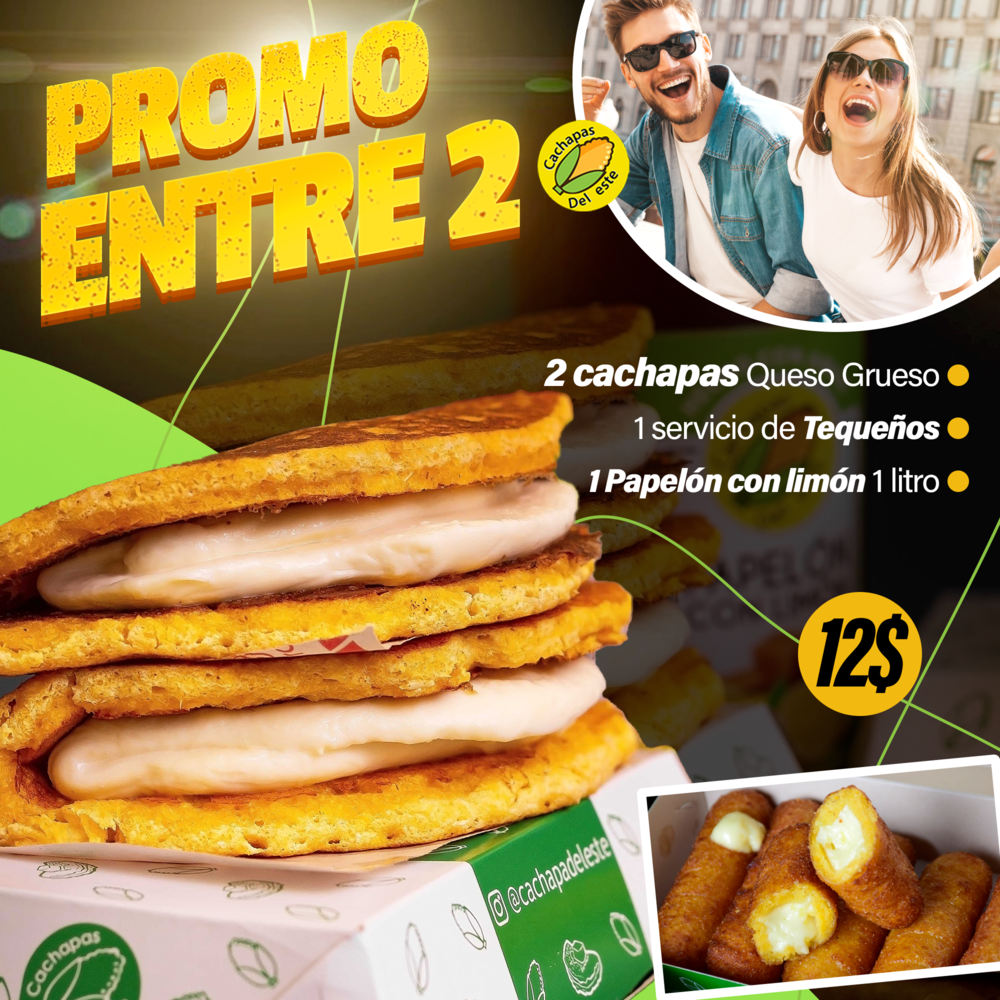 PROMO
ENTRE 2
Cachapas
Del este
2 cachapas Queso Grueso
1 servicio de Tequeños
1 Papelón con limón 1 litro
12$
@cachapadeleste
Cachapas